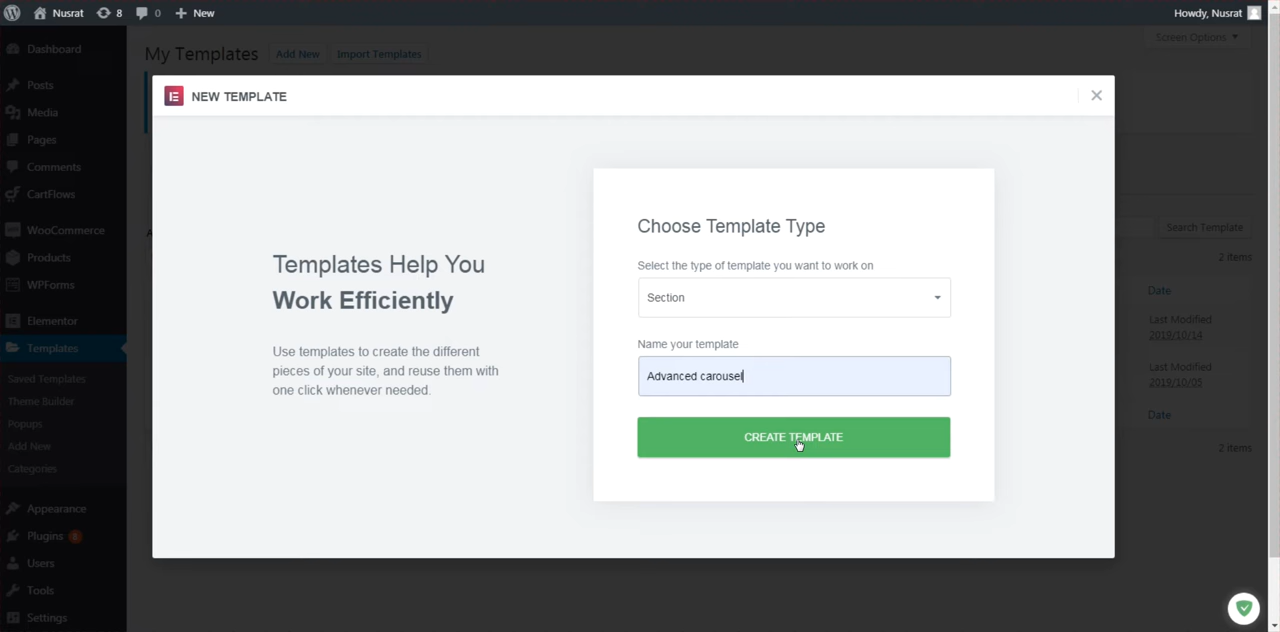 Nusrat 8 0 New Howdy, Nusrat
Dashboard
Posts
Media
Pages
Comments
CartFlows
WooCommerce
Products
WPForms
Elementor
Templates
Saved Templates
Theme Builder
Popups
Add New
Categories
Appearance
Plugins
Users
Tools
Settings
My Templates Add New Import Templates Screen Options
NEW TEMPLATE
Templates Help You
Work Efficiently
Use templates to create the different
pieces of your site, and reuse them with
one click whenever needed.
Choose Template Type
Select the type of template you want to work on
Section
Name your template
Advanced carousel
CREATE TEMPLATE
Search Template
2 items
Date
Last Modified
2019/10/14
Last Modified
2019/10/05
Date
2 items